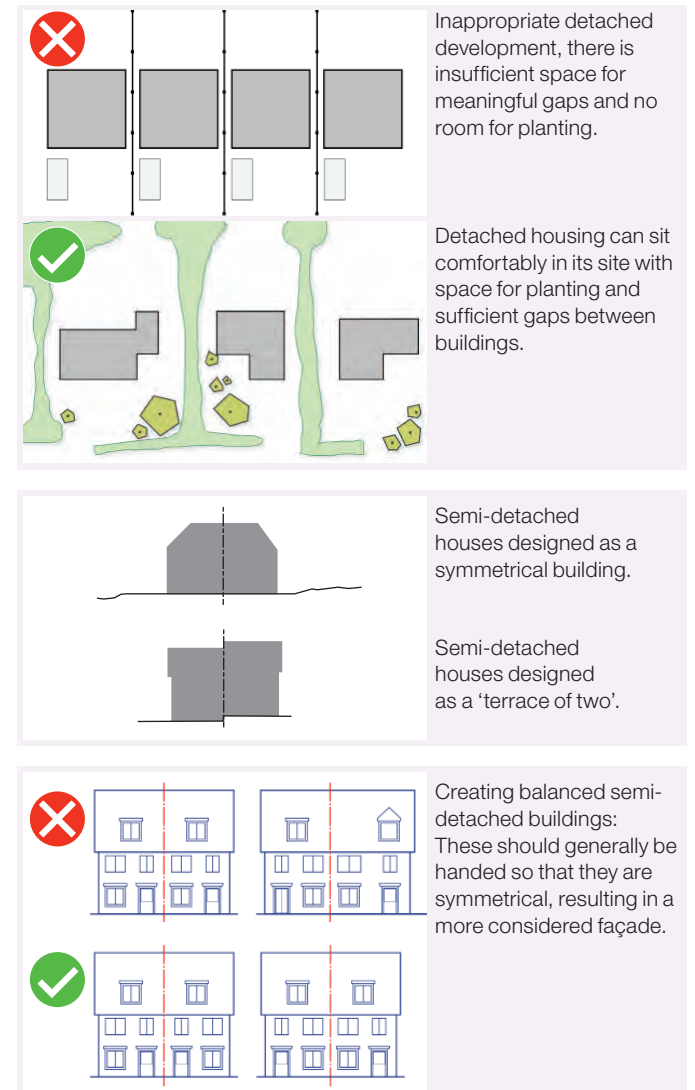 Inappropriate detached
development, there is
insufficient space for
meaningful gaps and no
room for planting.
Detached housing can sit
comfortably in its site with
space for planting and
sufficient gaps between
buildings.
Semi-detached
houses designed as a
symmetrical building.
Semi-detached
houses designed
as a ‘terrace of two’.
Creating balanced semi-
detached buildings:
These should generally be
handed so that they are
symmetrical, resulting in a
more considered façade.